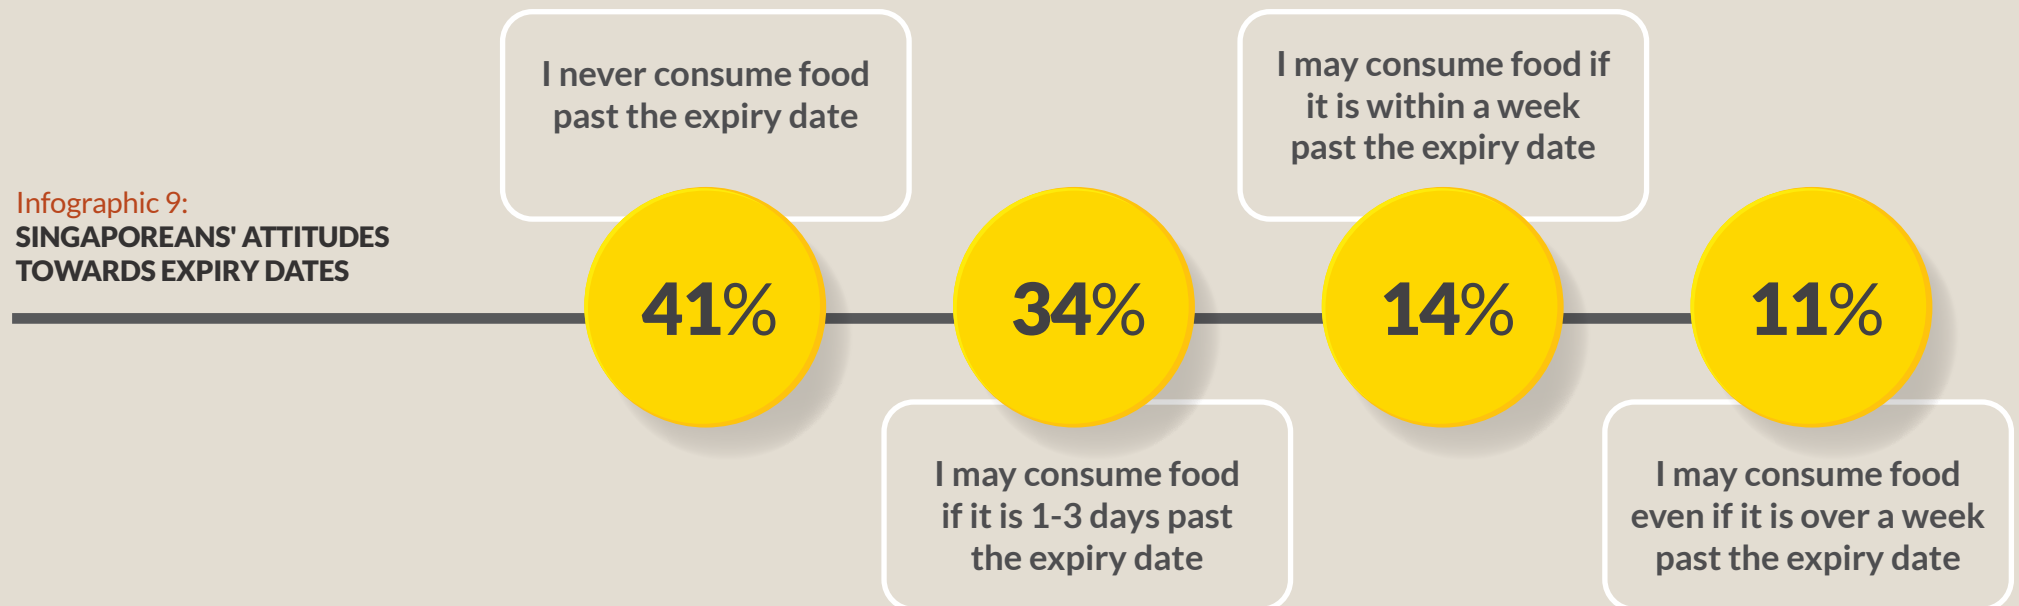 Infographic 9:
SINGAPOREANS' ATTITUDES
TOWARDS EXPIRY DATES
I never consume food
past the expiry date
41%
34%
I may consume food
if it is 1-3 days past
the expiry date
I may consume food if
it is within a week
past the expiry date
14%
11%
I may consume food
even if it is over a week
past the expiry date